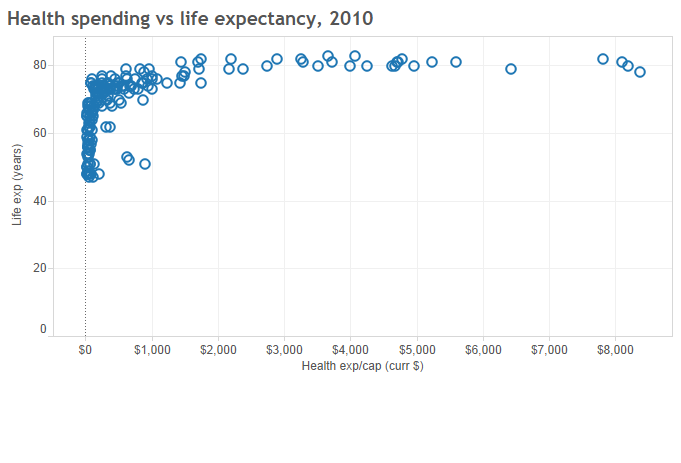 Health spending vs life expectancy, 2010
Life exp (years)
80
60
40
20
0
$0 $1,000 $2,000 $3,000 $4,000 $5,000 $6,000 $7,000 $8,000
Health exp/cap (curr $)